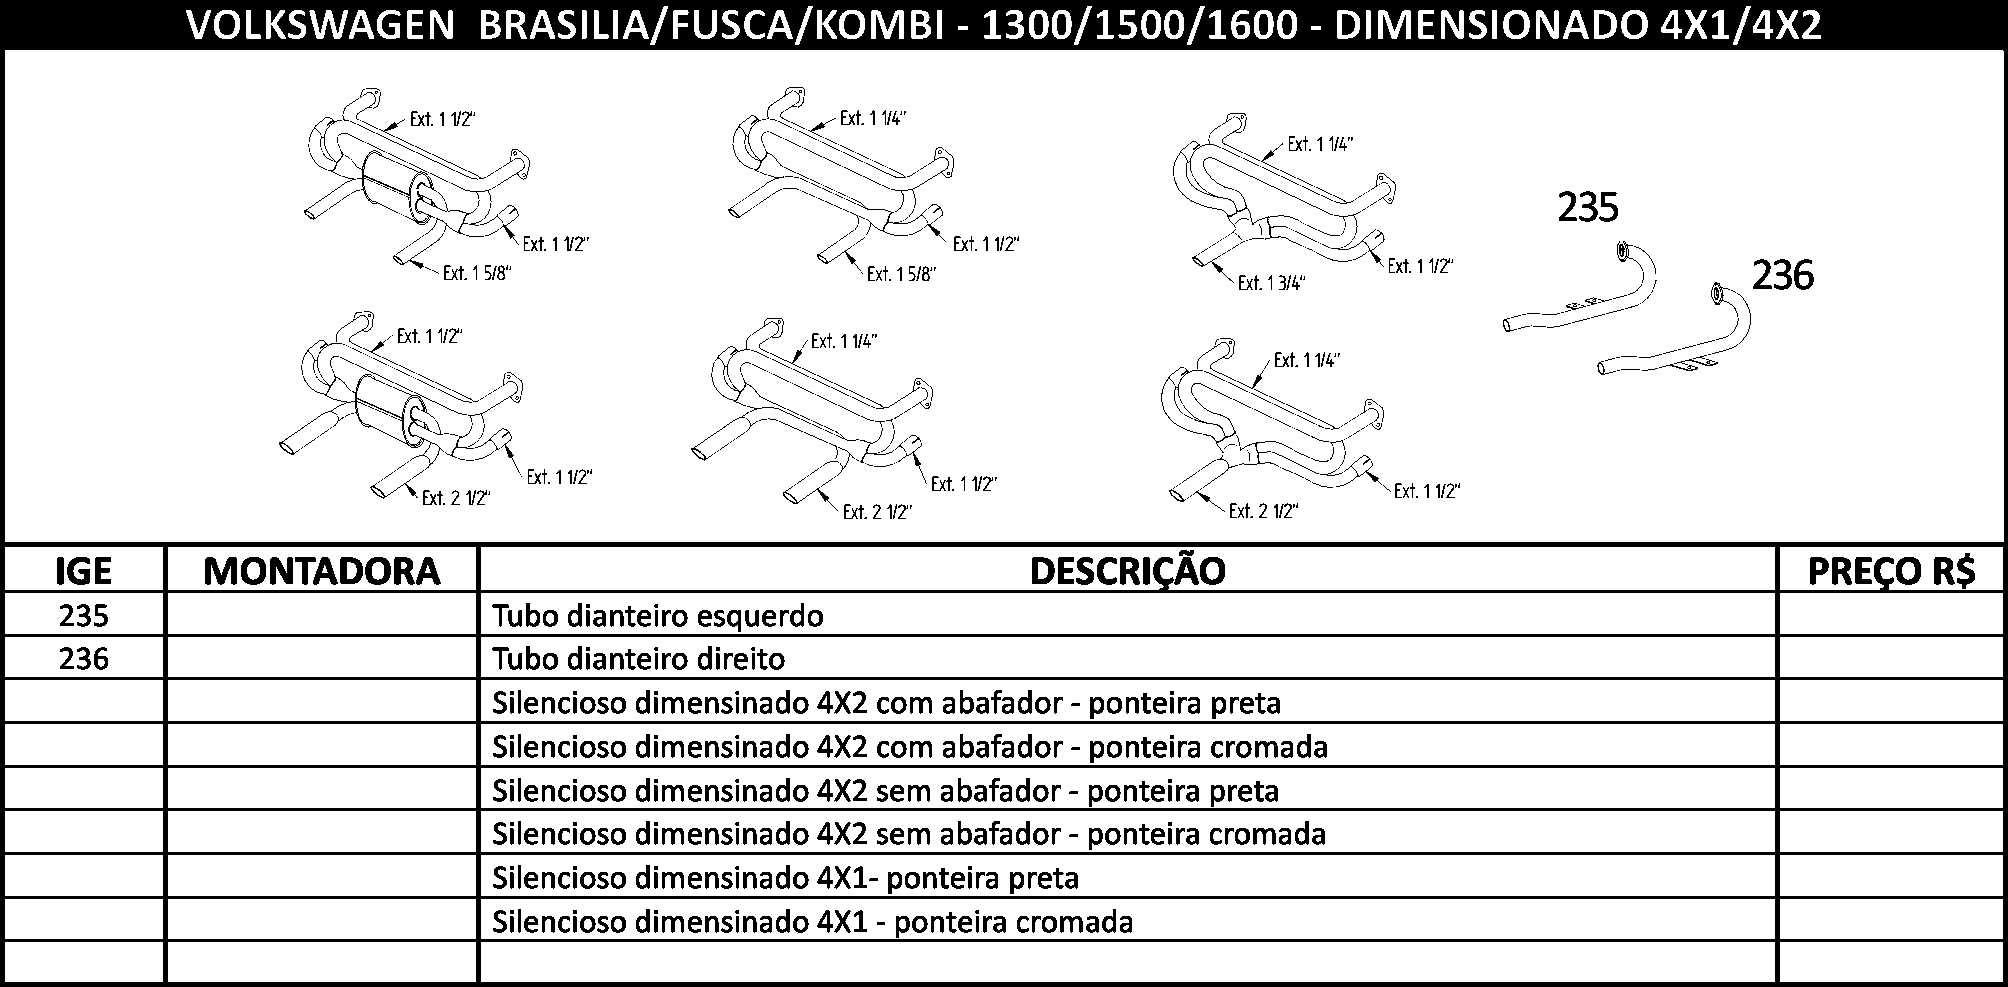 VOLKSWAGEN BRASILIA/FUSCA/KOMBI - 1300/1500/1600 - DIMENSIONADO 4X1/4X2
Ext. 1 1/2"
Ext. 1 1/2"
Ext. 1 5/8"
Ext. 1 1/4"
Ext. 1 1/2"
Ext. 1 5/8"
Ext. 1 1/4"
Ext. 1 1/2"
Ext. 1 3/4"
235
236
Ext. 1 1/2"
Ext. 1 1/2"
Ext. 2 1/2"
Ext. 1 1/4"
Ext. 1 1/2"
Ext. 2 1/2"
Ext. 1 1/4"
Ext. 1 1/2"
Ext. 2 1/2"
IGE MONTADORA DESCRIÇÃO PREÇO R$
235 Tubo dianteiro esquerdo
236 Tubo dianteiro direito
Silencioso dimensinado 4X2 com abafador - ponteira preta
Silencioso dimensinado 4X2 com abafador - ponteira cromada
Silencioso dimensinado 4X2 sem abafador - ponteira preta
Silencioso dimensinado 4X2 sem abafador - ponteira cromada
Silencioso dimensinado 4X1- ponteira preta
Silencioso dimensinado 4X1 - ponteira cromada